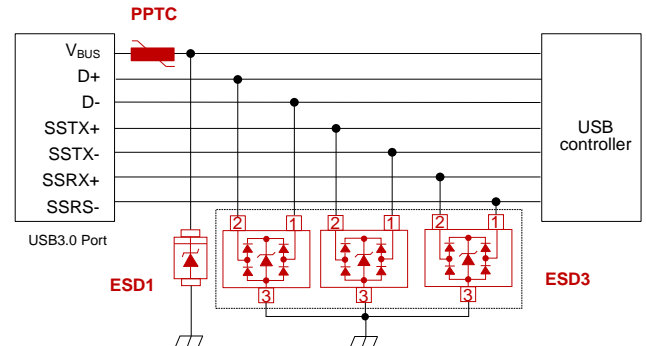 PPTC
VBUS
D+
D-
SSTX+
SSTX-
SSRX+
SSRS-
USB3.0 Port
USB
controller
2 1
2 1
2 1
3
3
3
ESD1
ESD3